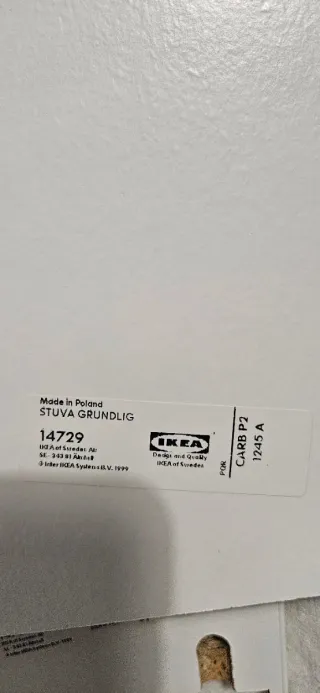 Made in Poland
STUVA GRUNDLIG
14729
IKEA of Sweden AB
SE - 343 81 Älmhult
© Inter IKEA Systems B.V. 1999
IKEA
Design and Quality
IKEA of Sweden
PQR
CARB P2
1245 A